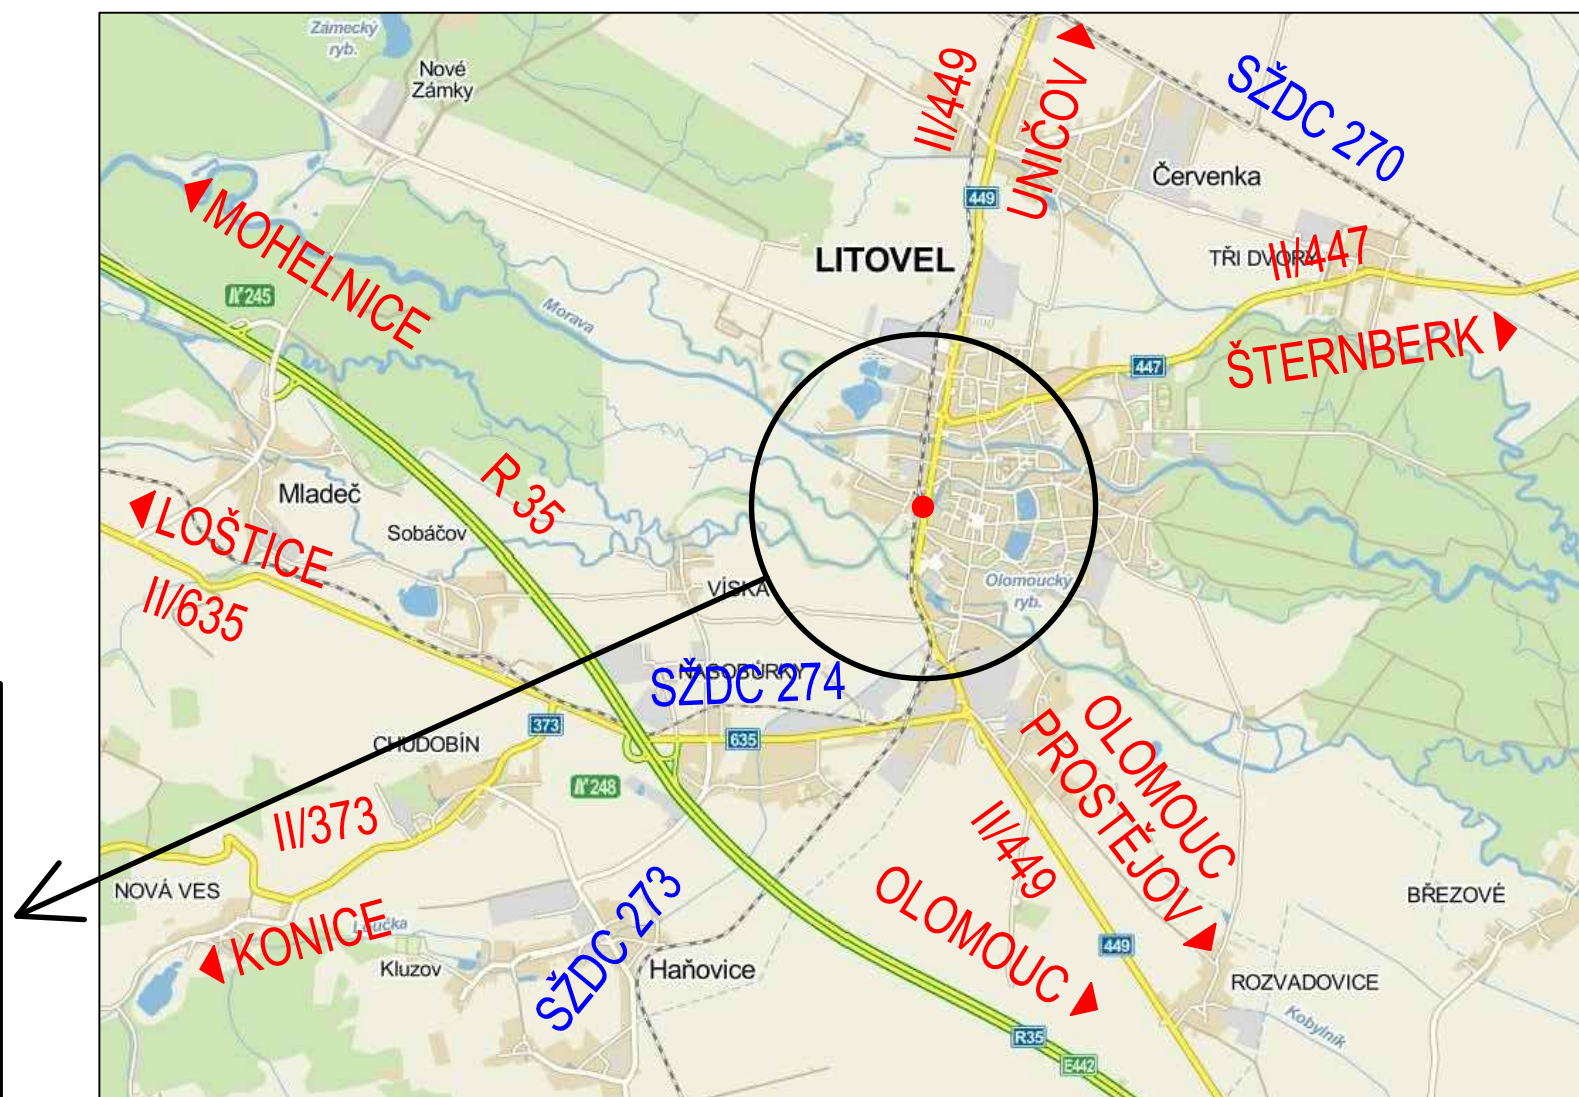 Zámecký
ryb.
Nové
Zámky
II/449
UNIČOV
SŽDC 270
Červenka
449
MOHELNICE
LITOVEL
TŘI DVORY
II/447
245
Morava
ŠTERNBERK
447
R 35
Mladeč
LOŠTICE
Sobáčov
II/635
VÍSKA
Olomoucký
ryb.
NASOBŮRKY
SŽDC 274
373
635
CHUDOBÍN
OLOMOUC
PROSTĚJOV
248
II/373
II/449
NOVÁ VES
SŽDC 273
OLOMOUC
BŘEZOVÉ
KONICE
Loučka
Kluzov
Haňovice
449
ROZVADOVICE
Kobylník
R35
E442